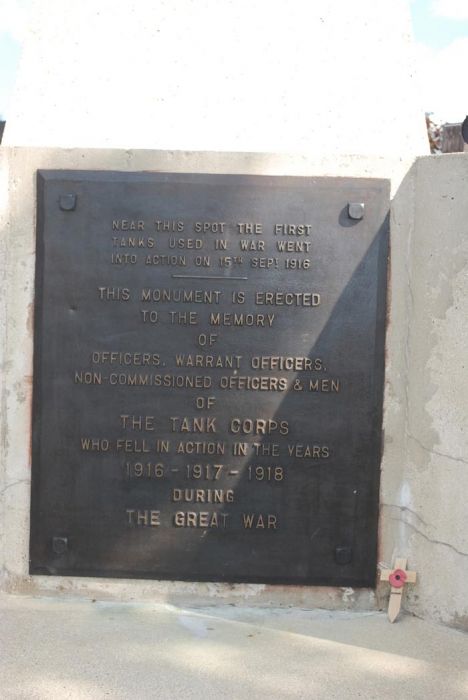 NEAR THIS SPOT THE FIRST
TANKS USED IN WAR WENT
INTO ACTION ON 15TH SEPT 1916
THIS MONUMENT IS ERECTED
TO THE MEMORY
OF
OFFICERS, WARRANT OFFICERS,
NON-COMMISSIONED OFFICERS & MEN
OF
THE TANK CORPS
WHO FELL IN ACTION IN THE YEARS
1916 - 1917 - 1918
DURING
THE GREAT WAR